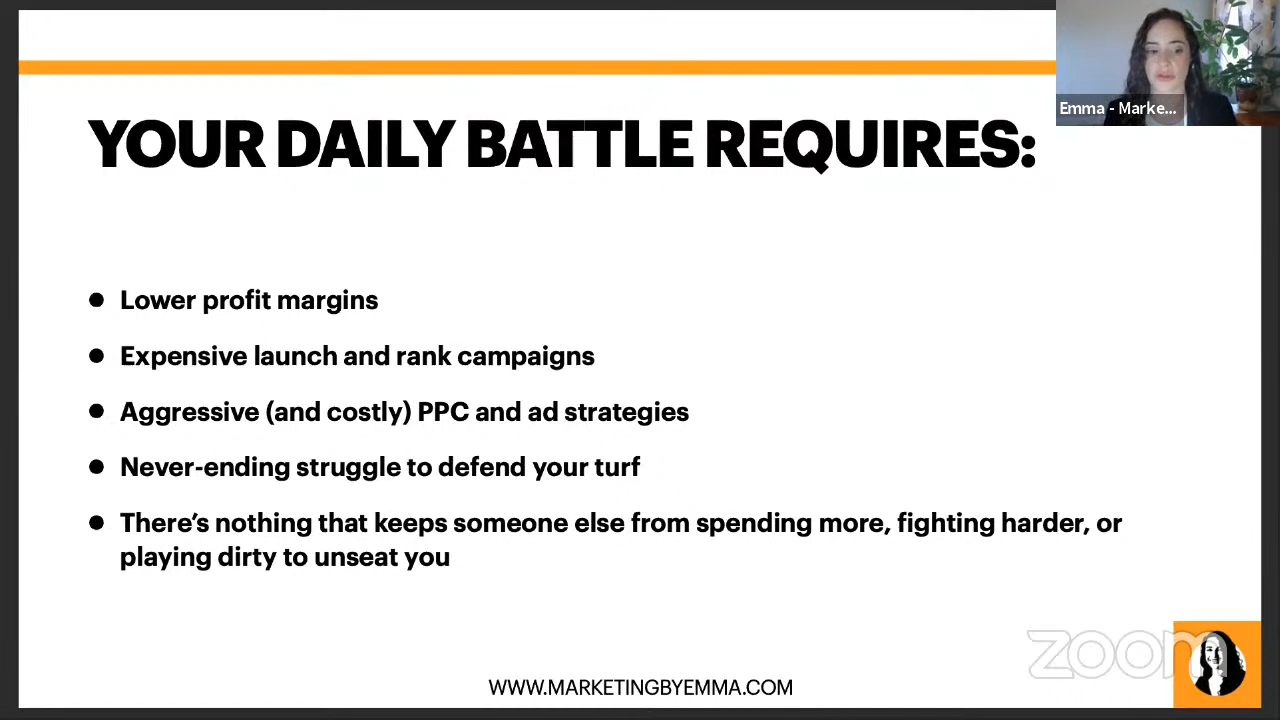 Emma - Marke...
YOUR DAILY BATTLE REQUIRES:
• Lower profit margins
• Expensive launch and rank campaigns
• Aggressive (and costly) PPC and ad strategies
• Never-ending struggle to defend your turf
• There’s nothing that keeps someone else from spending more, fighting harder, or
playing dirty to unseat you
zoom
WWW.MARKETINGBYEMMA.COM